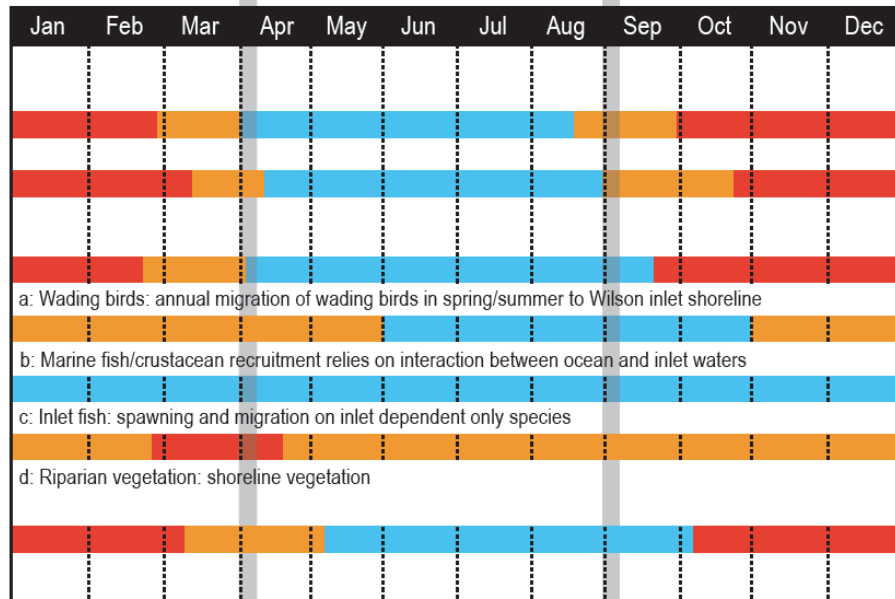 Jan Feb Mar Apr May Jun Jul Aug Sep Oct Nov Dec
a: Wading birds: annual migration of wading birds in spring/summer to Wilson inlet shoreline
b: Marine fish/crustacean recruitment relies on interaction between ocean and inlet waters
c: Inlet fish: spawning and migration on inlet dependent only species
d: Riparian vegetation: shoreline vegetation